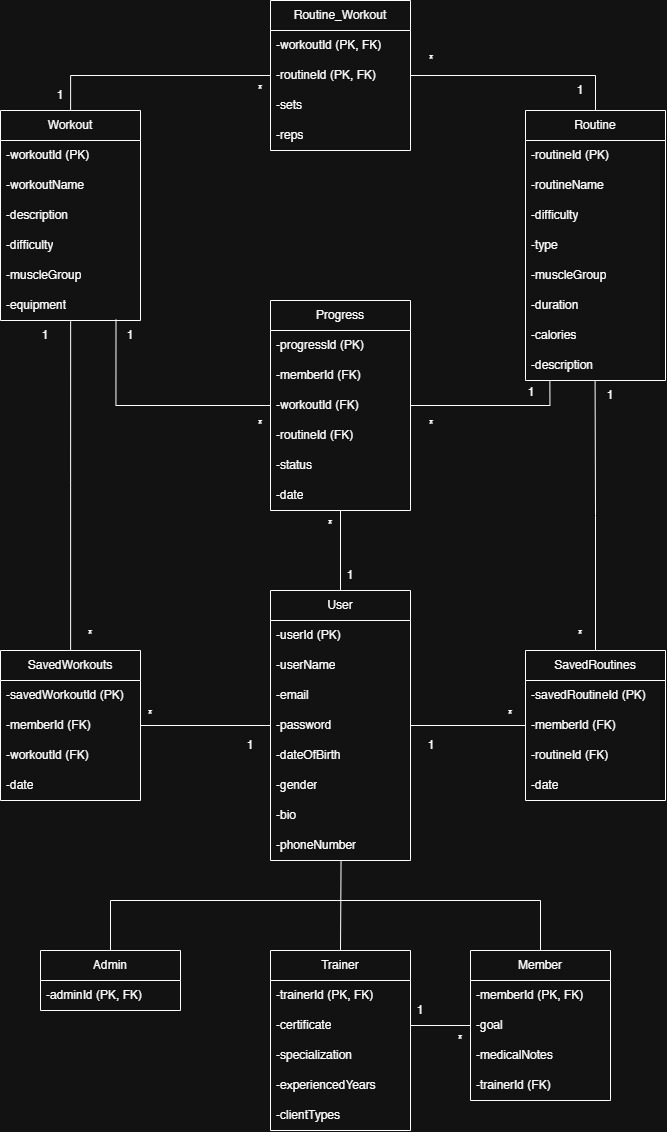 Routine_Workout
-workoutId (PK, FK)
-routineId (PK, FK)
-sets
-reps
1
*
*
1
Workout
-workoutId (PK)
-workoutName
-description
-difficulty
-muscleGroup
-equipment
Routine
-routineId (PK)
-routineName
-difficulty
-type
-muscleGroup
-duration
-calories
-description
1
1
Progress
-progressId (PK)
-memberId (FK)
-workoutId (FK)
-routineId (FK)
-status
-date
1
1
*
*
*
1
*
*
User
-userId (PK)
-userName
-email
-password
-dateOfBirth
-gender
-bio
-phoneNumber
SavedWorkouts
-savedWorkoutId (PK)
-memberId (FK)
-workoutId (FK)
-date
*
1
1
*
SavedRoutines
-savedRoutineId (PK)
-memberId (FK)
-routineId (FK)
-date
Admin
-adminId (PK, FK)
Trainer
-trainerId (PK, FK)
-certificate
-specialization
-experiencedYears
-clientTypes
1
*
Member
-memberId (PK, FK)
-goal
-medicalNotes
-trainerId (FK)